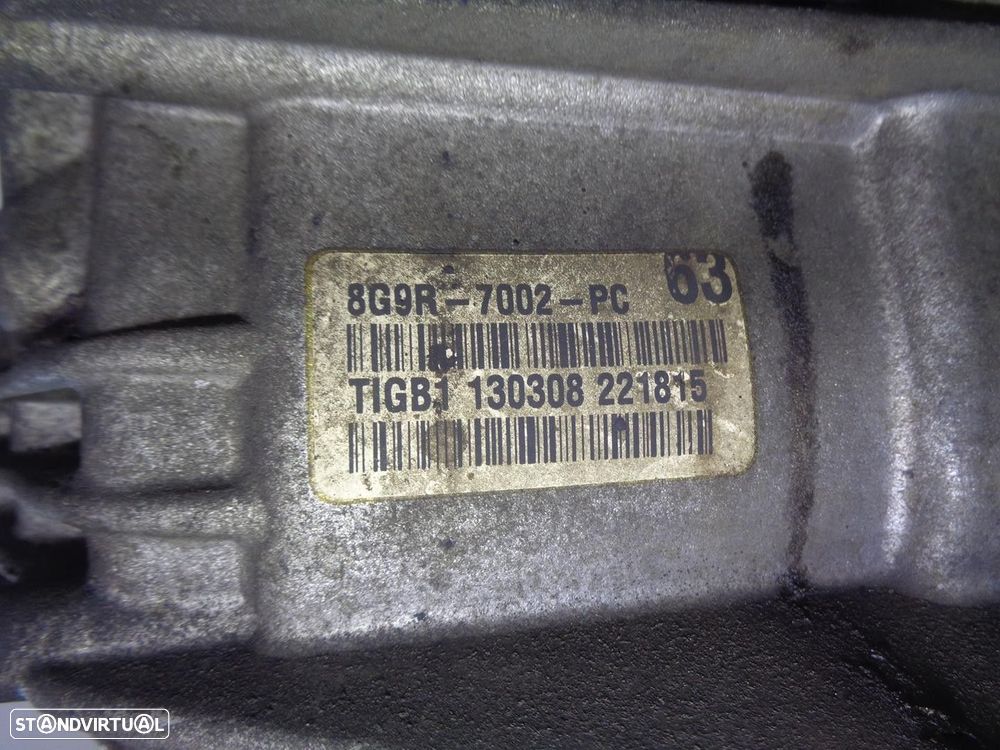 63
8G9R-7002-PC
TIGB1 130308 221815
STANDVIRTUAL